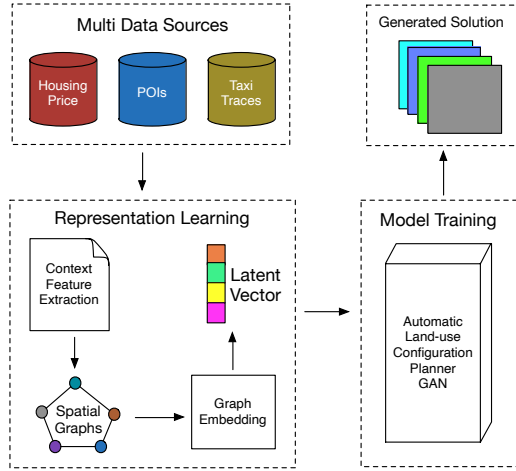 Multi Data Sources
Housing
Price
POIs
Taxi
Traces
Generated Solution
Representation Learning
Context
Feature
Extraction
Latent
Vector
Spatial
Graphs
Graph
Embedding
Model Training
Automatic
Land-use
Configuration
Planner
GAN